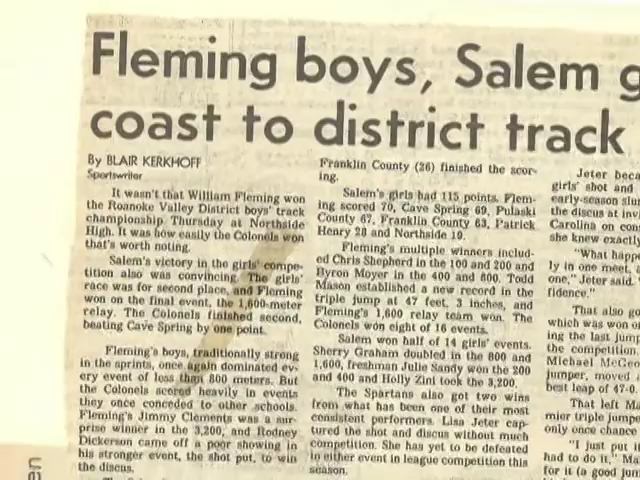 Fleming boys, Salem g
coast to district track
By BLAIR KERKHOFF
Sportswriter
It wasn't that William Fleming won
the Roanoke Valley District boys' track
championship Thursday at Northside
High. It was how easily the Colonels won
that's worth noting.
Salem's victory in the girls' compe-
tition also was convincing. The girls'
race was for second place, and Fleming
won on the final event, the 1,600-meter
relay. The Colonels finished second,
beating Cave Spring by one point.
Fleming's boys, traditionally strong
in the sprints, once again dominated ev-
ery event of less than 800 meters. But
the Colonels scored heavily in events
they once conceded to other schools.
Fleming's Jimmy Clements was a sur-
prise winner in the 3,200, and Rodney
Dickerson came off a poor showing in
his stronger event, the shot put, to win
the discus.
Franklin County (26) finished the scor-
ing.
Salem's girls had 115 points. Flem-
ing scored 70, Cave Spring 69, Pulaski
County 67, Franklin County 63, Patrick
Henry 28 and Northside 19.
Fleming's multiple winners includ-
ed Chris Shepherd in the 100 and 200 and
Byron Moyer in the 400 and 800. Todd
Mason established a new record in the
triple jump at 47 feet, 3 inches, and
Fleming's 1,600 relay team won. The
Colonels won eight of 16 events.
Salem won half of 14 girls' events.
Sherry Graham doubled in the 800 and
1,600, freshman Julie Sandy won the 200
and 400 and Holly Zint took the 3,200.
The Spartans also got two wins
from what has been one of their most
consistent performers. Lisa Jeter cap-
tured the shot and discus without much
competition. She has yet to be defeated
in either event in league competition this
season.
Jeter beca
girls' shot and
early-season slum
the discus at inv
Carolina on cons
she knew exactly
"What happe
ly in one meet,
one," Jeter said. "
fidence."
That also go
which was won o
ing the last jump
the competition.
Michael McGeo
jumper, moved
best leap of 47-0.
That left Ma
mier triple jumpe
only once chance
"I just put it
had to do it," Ma
for it (a good jum
en